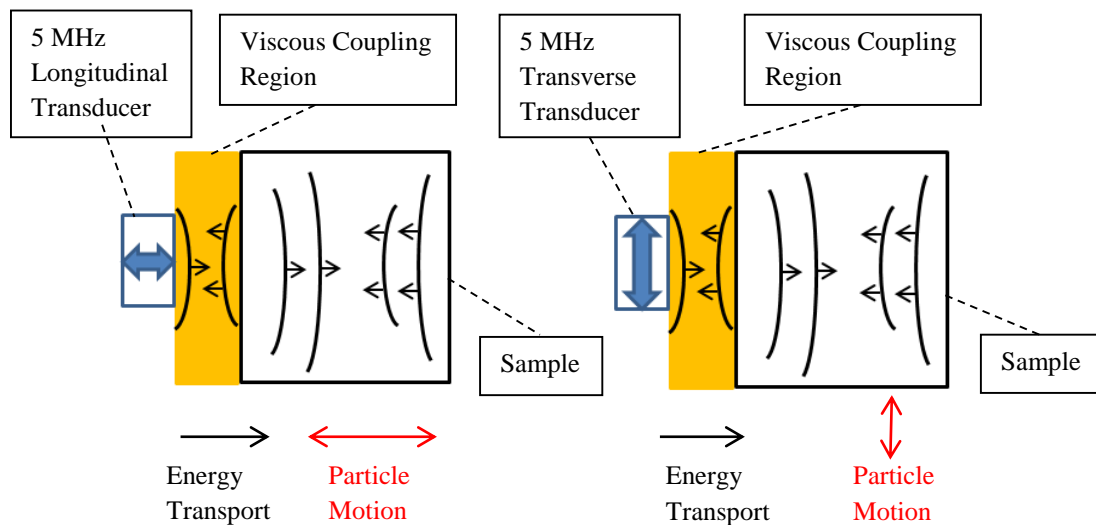 5 MHz
Longitudinal
Transducer
Viscous Coupling
Region
Sample
Energy
Transport
Particle
Motion
5 MHz
Transverse
Transducer
Viscous Coupling
Region
Sample
Energy
Transport
Particle
Motion